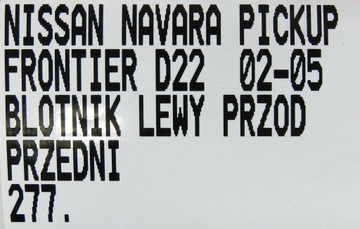 NISSAN NAVARA PICKUP
FRONTIER D22 02-05
BLOTNIK LEWY PRZOD
PRZEDNI
277.